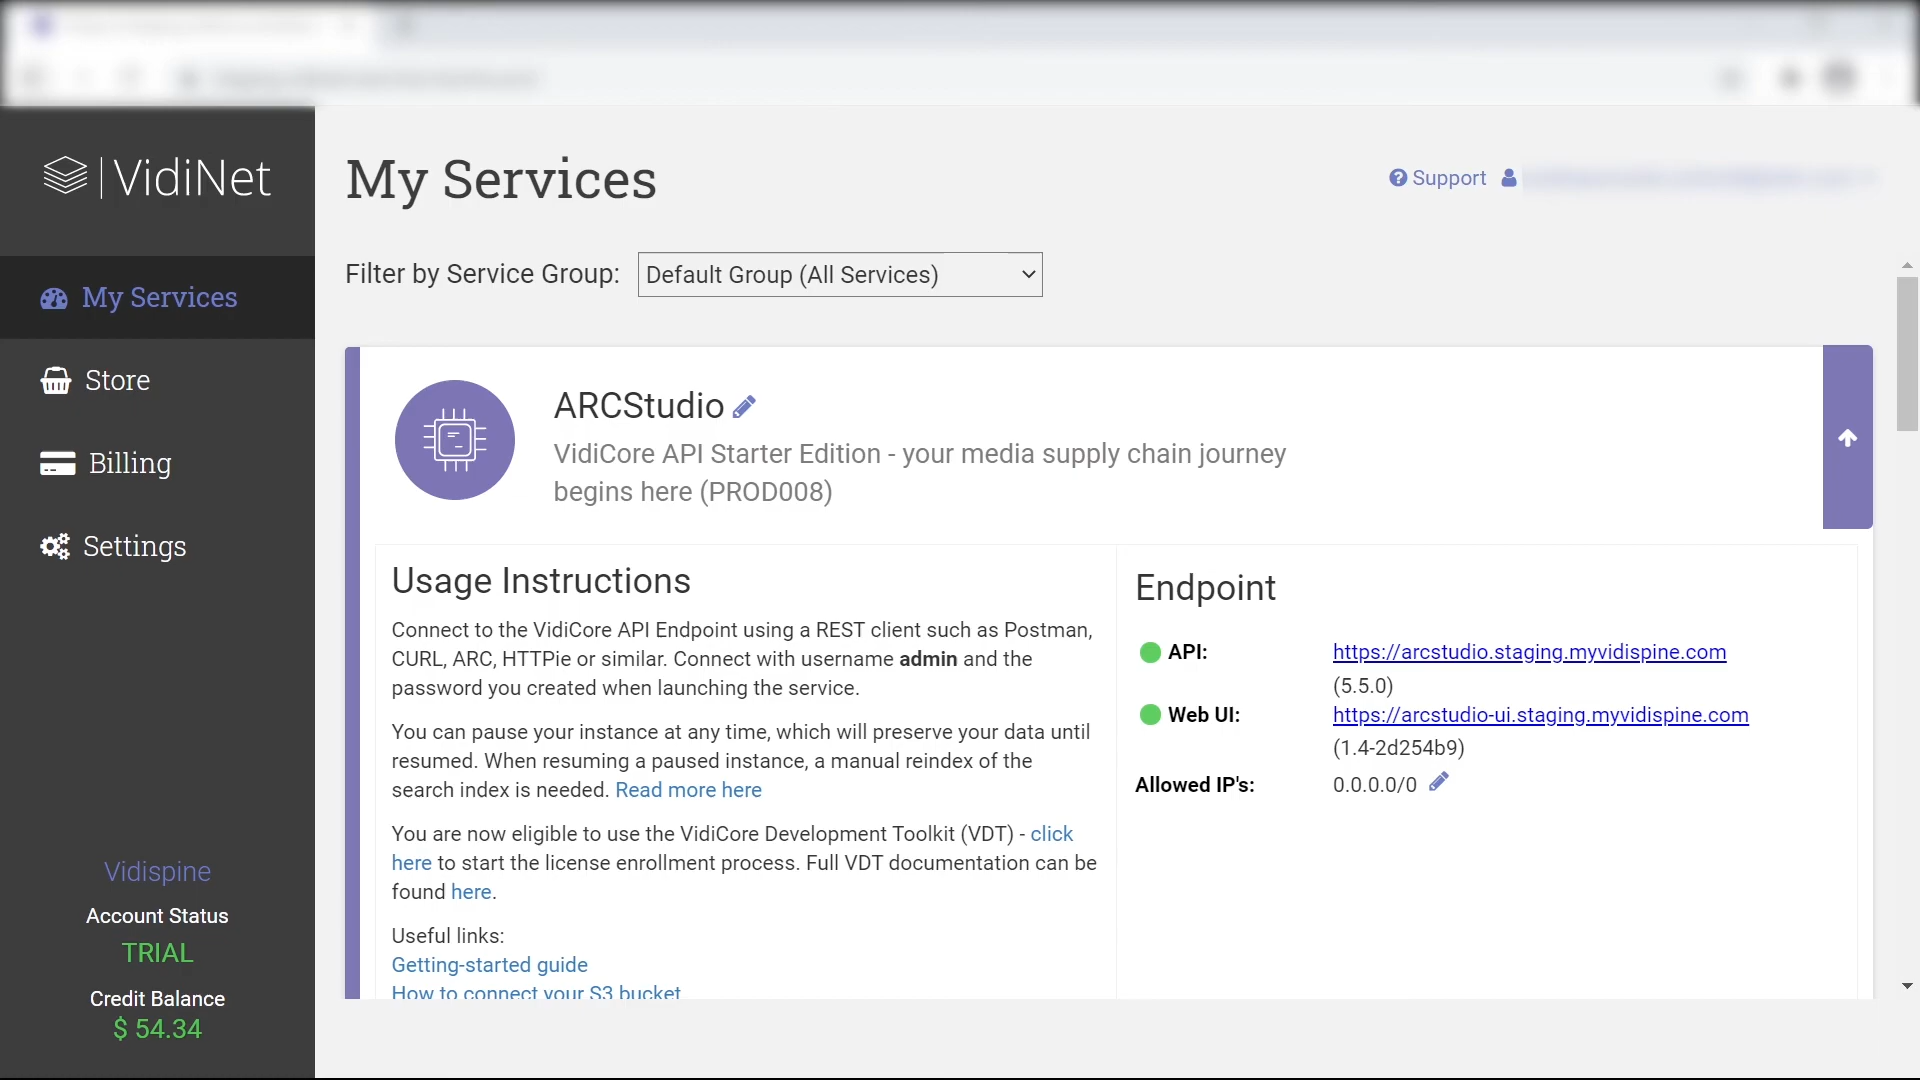 VidiNet
My Services
Support
Filter by Service Group:
Default Group (All Services)
My Services
Store
Billing
Settings
ARCStudio
VidiCore API Starter Edition - your media supply chain journey
begins here (PROD008)
Usage Instructions
Connect to the VidiCore API Endpoint using a REST client such as Postman,
CURL, ARC, HTTPie or similar. Connect with username admin and the
password you created when launching the service.
You can pause your instance at any time, which will preserve your data until
resumed. When resuming a paused instance, a manual reindex of the
search index is needed. Read more here
You are now eligible to use the VidiCore Development Toolkit (VDT) - click
here to start the license enrollment process. Full VDT documentation can be
found here.
Useful links:
Getting-started guide
How to connect your S3 bucket
Endpoint
API: https://arcstudio.staging.myvidispine.com
(5.5.0)
Web UI: https://arcstudio-ui.staging.myvidispine.com
(1.4-2d254b9)
Allowed IP's: 0.0.0.0/0
Vidispine
Account Status
TRIAL
Credit Balance
$ 54.34